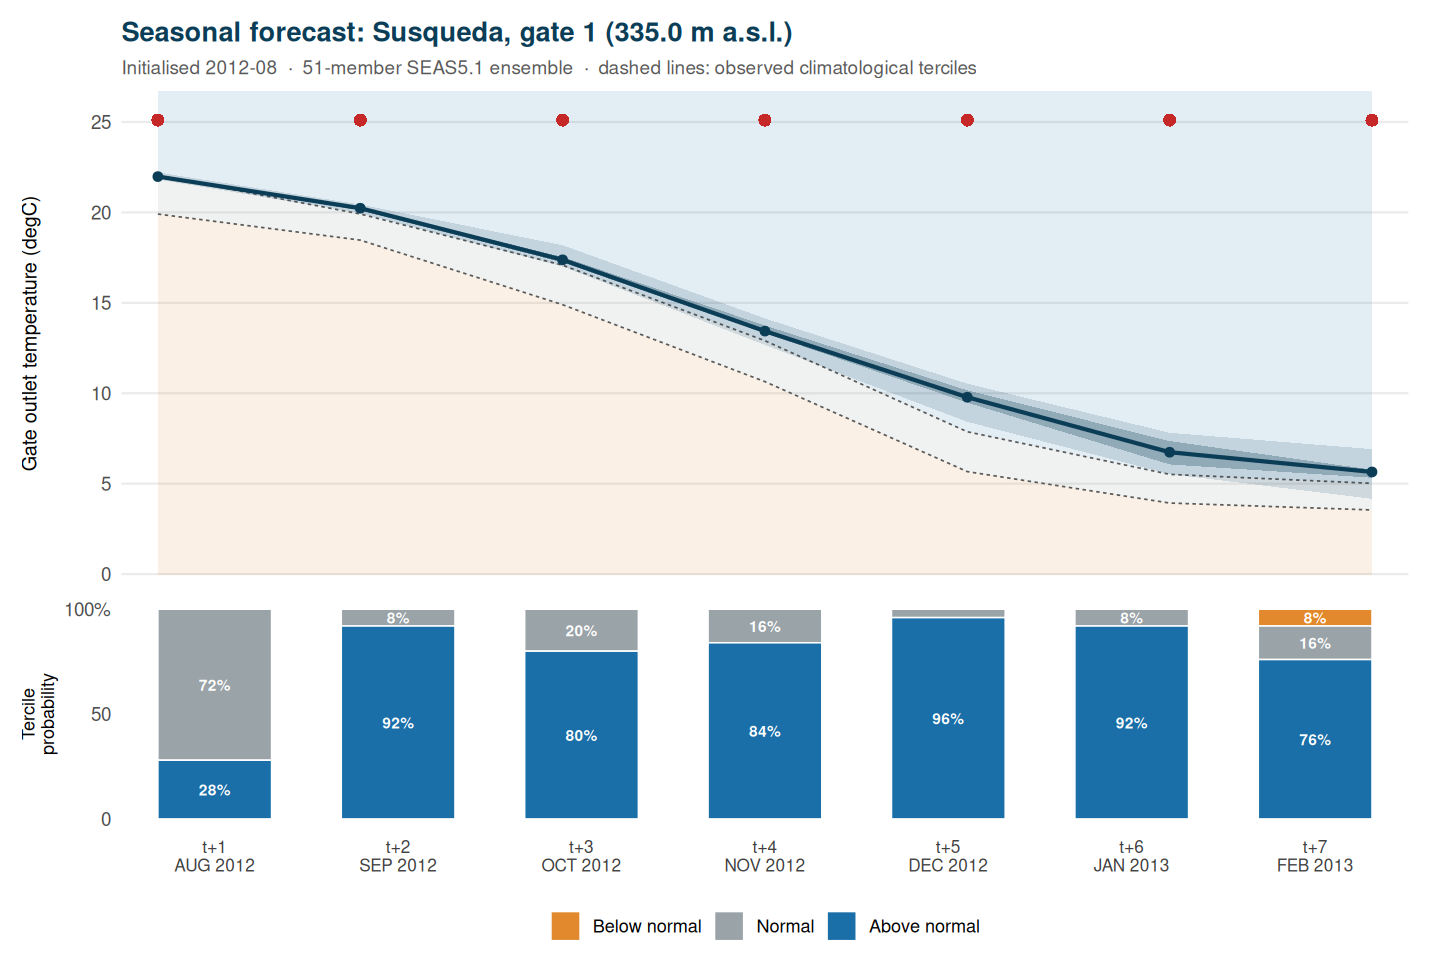 Seasonal forecast: Susqueda, gate 1 (335.0 m a.s.l.)
Initialised 2012-08 · 51-member SEAS5.1 ensemble · dashed lines: observed climatological terciles
Gate outlet temperature (degC)
25
20
15
10
5
0
Tercile
probability
100%
50
0
72%
28%
8%
92%
20%
80%
16%
84%
96%
8%
92%
8%
16%
76%
t+1
AUG 2012
t+2
SEP 2012
t+3
OCT 2012
t+4
NOV 2012
t+5
DEC 2012
t+6
JAN 2013
t+7
FEB 2013
Below normal
Normal
Above normal